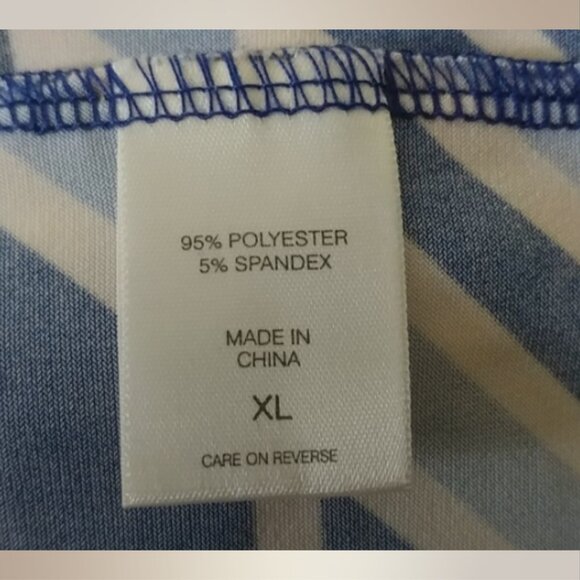 95% POLYESTER
5% SPANDEX
MADE IN
CHINA
XL
CARE ON REVERSE